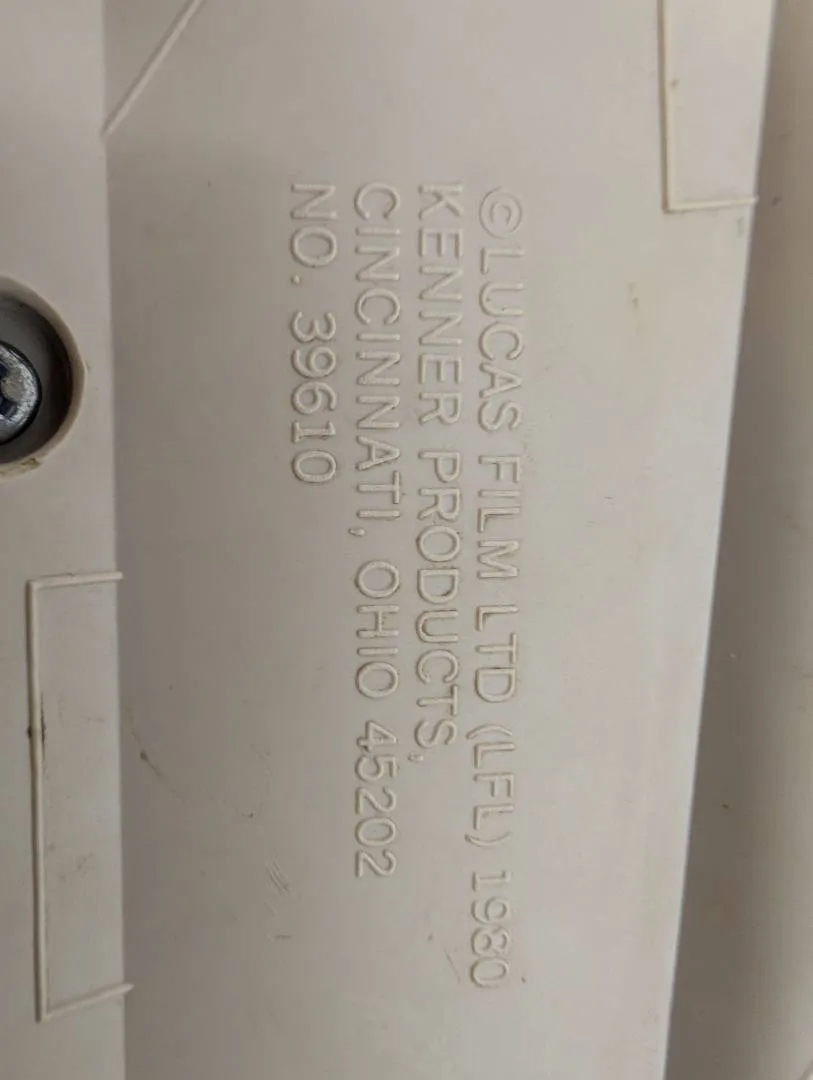 ©LUCAS FILM LTD (LFL) 1980
KENNER PRODUCTS,
CINCINNATI, OHIO 45202
NO. 39610